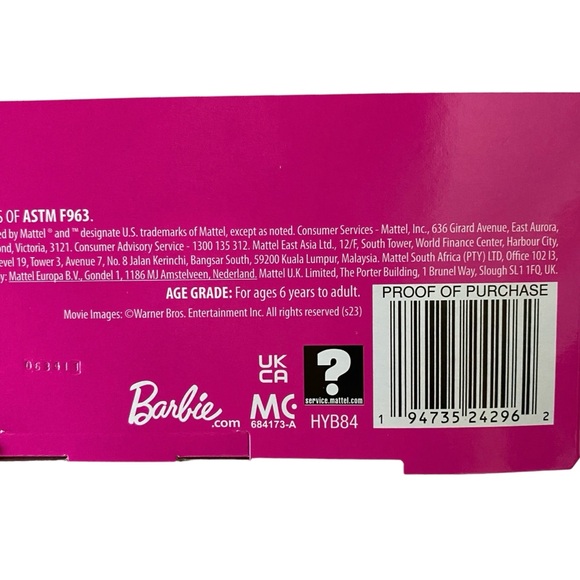 S OF ASTM F963.
ed by Mattel ® and ™ designate U.S. trademarks of Mattel, except as noted. Consumer Services - Mattel, Inc., 636 Girard Avenue, East Aurora,
ond, Victoria, 3121. Consumer Advisory Service - 1300 135 312. Mattel East Asia Ltd., 12/F, South Tower, World Finance Center, Harbour City,
evel 19, Tower 3, Avenue 7, No. 8 Jalan Kerinchi, Bangsar South, 59200 Kuala Lumpur, Malaysia. Mattel South Africa (PTY) LTD, Office 102 I3,
y: Mattel Europa B.V., Gondel 1, 1186 MJ Amstelveen, Nederland. Mattel U.K. Limited, The Porter Building, 1 Brunel Way, Slough SL1 1FQ, UK.
AGE GRADE: For ages 6 years to adult.
Movie Images: ©Warner Bros. Entertainment Inc. All rights reserved (s23)
PROOF OF PURCHASE
UK
CA
?
service.mattel.com
Barbie
.com
MC
684173-A
HYB84
1 94735 24296 2